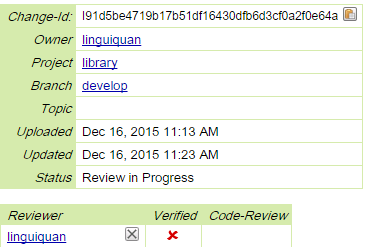 Change-Id: I91d5be4719b17b51df16430dfb6d3cf0a2f0e64a
Owner linguiquan
Project library
Branch develop
Topic
Uploaded Dec 16, 2015 11:13 AM
Updated Dec 16, 2015 11:23 AM
Status Review in Progress
Reviewer Verified Code-Review
linguiquan